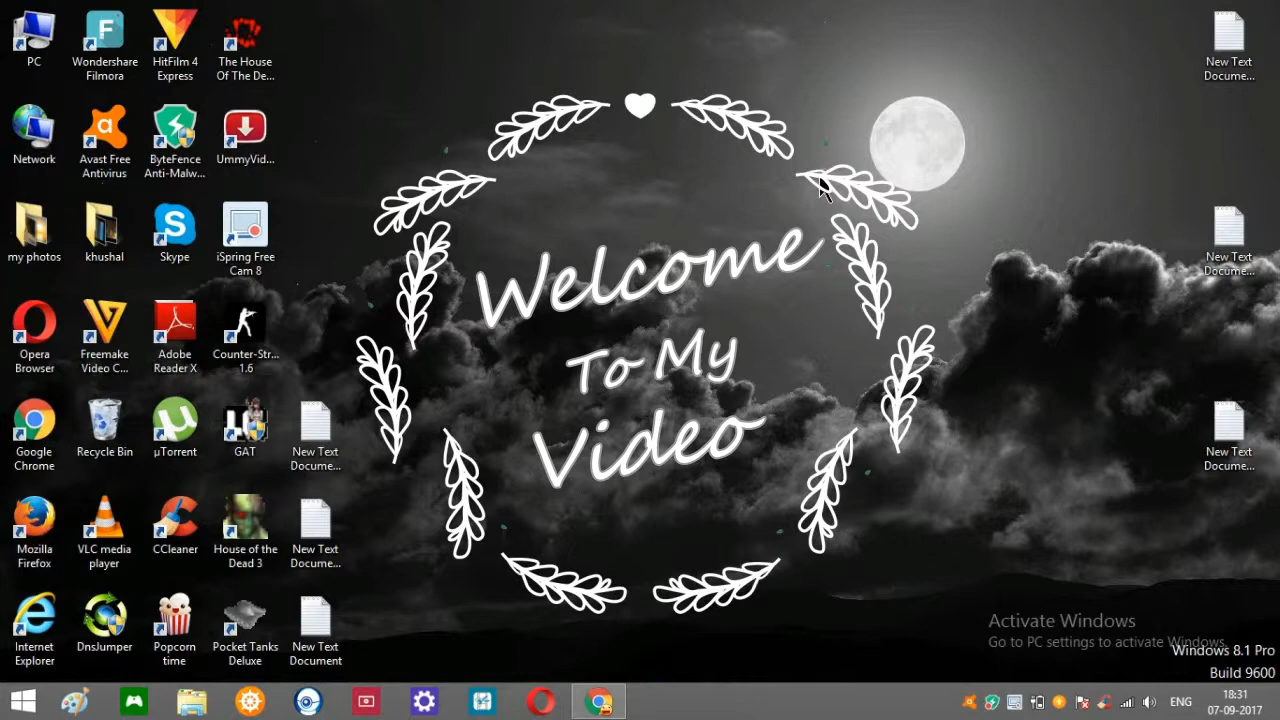 PC
Wondershare
Filmora
HitFilm 4
Express
The House
Of The De...
Network
Avast Free
Antivirus
ByteFence
Anti-Malw...
UmmyVid...
my photos
khushal
Skype
iSpring Free
Cam 8
Opera
Browser
Freemake
Video C...
Adobe
Reader X
Counter-Str...
1.6
Google
Chrome
Recycle Bin
µTorrent
GAT
New Text
Docume...
Mozilla
Firefox
VLC media
player
CCleaner
House of the
Dead 3
New Text
Docume...
Internet
Explorer
DnsJumper
Popcorn
time
Pocket Tanks
Deluxe
New Text
Document
Welcome
To My
Video
New Text
Docume...
New Text
Docume...
New Text
Docume...
Activate Windows
Go to PC settings to activate Windows.
Windows 8.1 Pro
Build 9600
ENG
18:31
07-09-2017